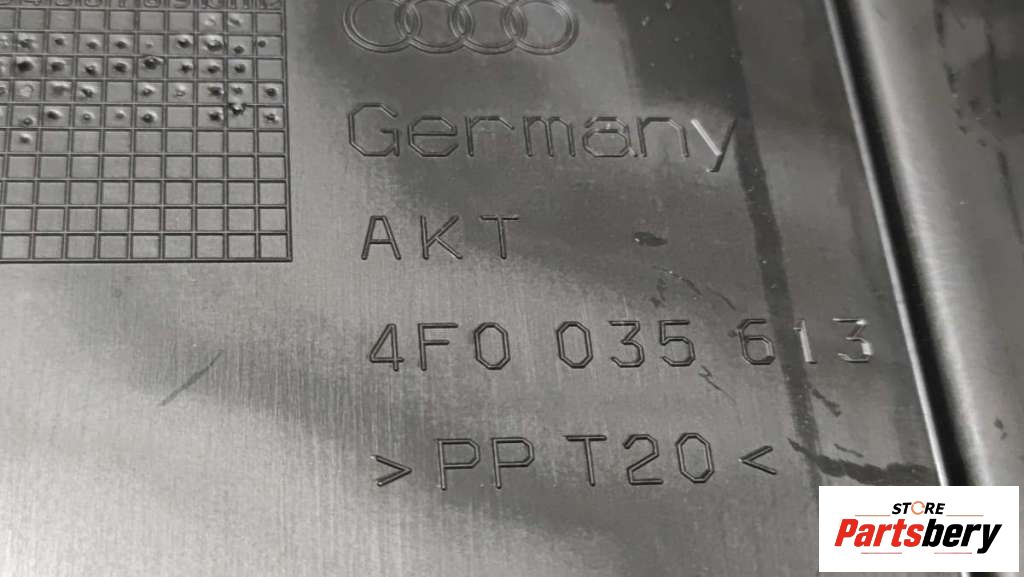 Germany
AKT
4F0 035 613
>PP T20<
STORE
Partsbery